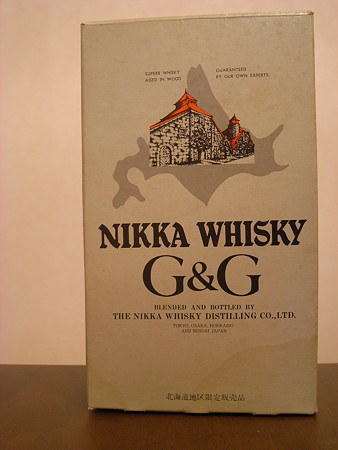 SUPERB WHISKY
AGED IN WOOD
GUARANTEED
BY OUR OWN EXPERTS
NIKKA WHISKY
G&G
BLENDED AND BOTTLED BY
THE NIKKA WHISKY DISTILLING CO.,LTD.
TOKYO, OSAKA, HOKKAIDO
AND SENDAI JAPAN
北海道地区限定販売品